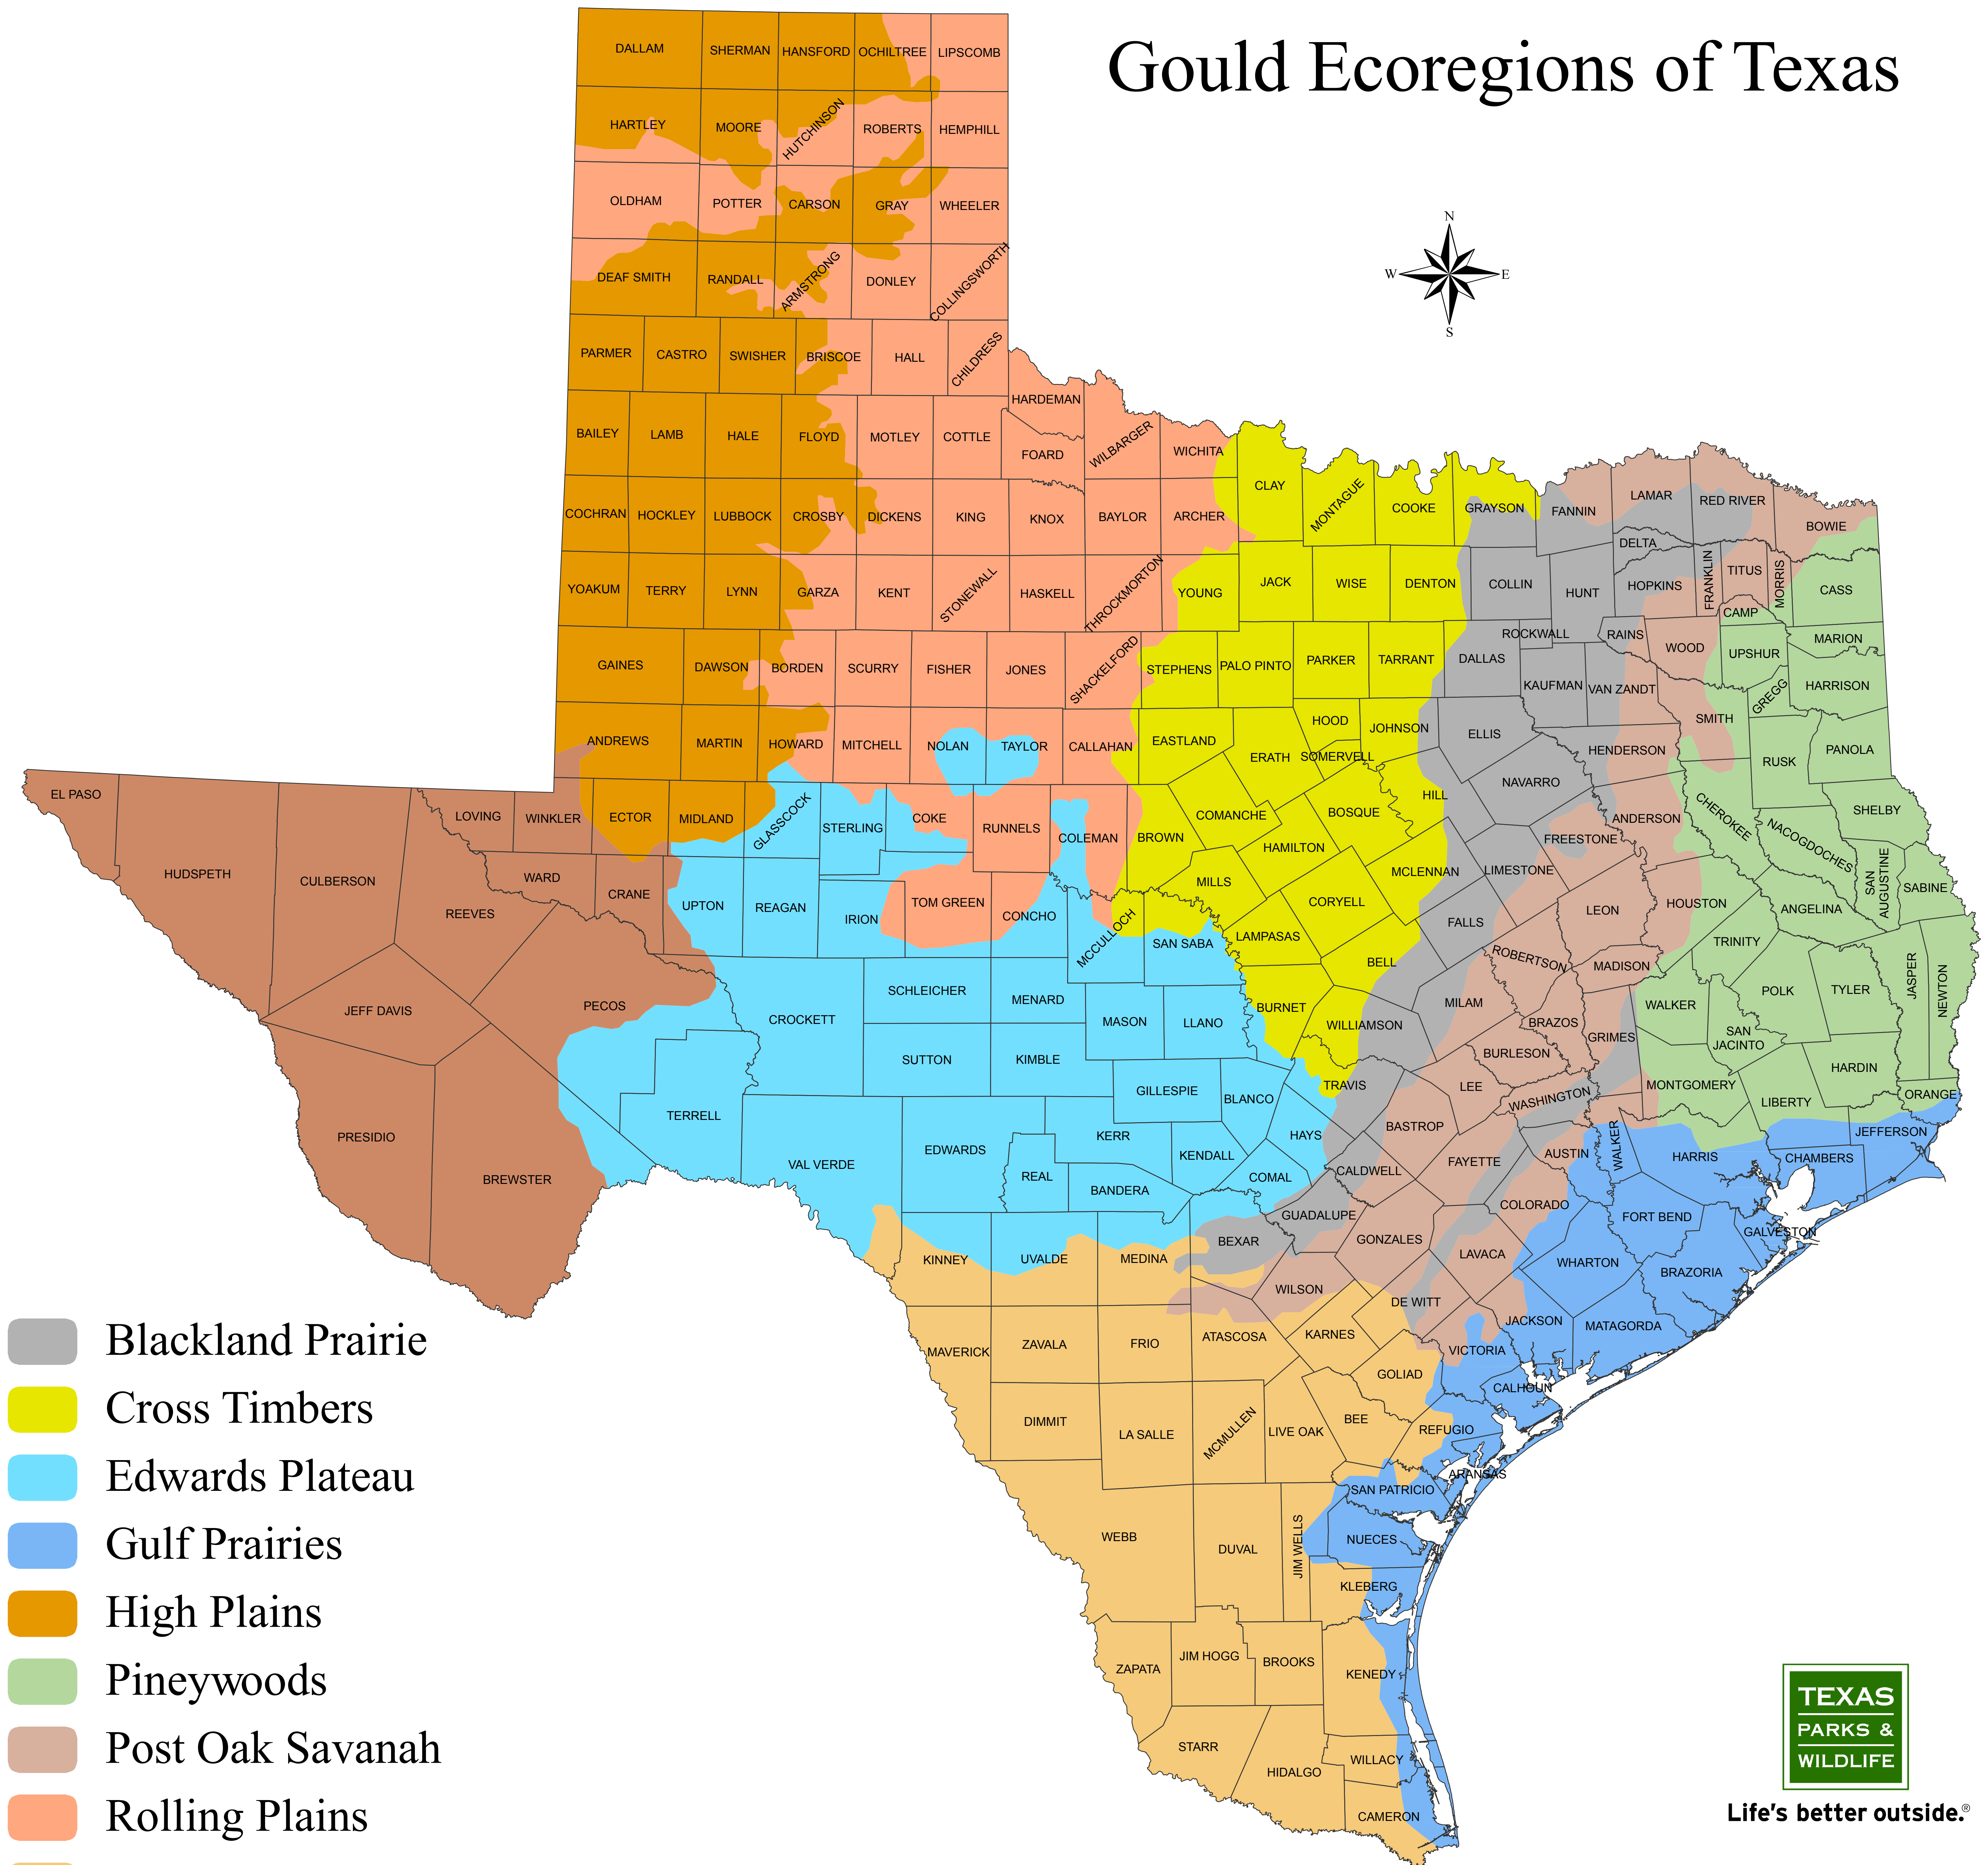 Gould Ecoregions of Texas
N
W E
S
DALLAM SHERMAN HANSFORD OCHILTREE LIPSCOMB
HARTLEY MOORE HUTCHINSON ROBERTS HEMPHILL
OLDHAM POTTER CARSON GRAY WHEELER
DEAF SMITH RANDALL ARMSTRONG DONLEY COLLINGSWORTH
PARMER CASTRO SWISHER BRISCOE HALL CHILDRESS
HARDEMAN
BAILEY LAMB HALE FLOYD MOTLEY COTTLE FOARD WILBARGER WICHITA
CLAY MONTAGUE COOKE GRAYSON FANNIN LAMAR RED RIVER BOWIE
COCHRAN HOCKLEY LUBBOCK CROSBY DICKENS KING KNOX BAYLOR ARCHER
DELTA
YOAKUM TERRY LYNN GARZA KENT STONEWALL HASKELL THROCKMORTON YOUNG JACK WISE DENTON COLLIN HUNT HOPKINS FRANKLIN TITUS MORRIS CASS
CAMP
ROCKWALL RAINS WOOD UPSHUR MARION
GAINES DAWSON BORDEN SCURRY FISHER JONES SHACKELFORD STEPHENS PALO PINTO PARKER TARRANT DALLAS
KAUFMAN VAN ZANDT SMITH GREGG HARRISON
ANDREWS MARTIN HOWARD MITCHELL NOLAN TAYLOR CALLAHAN EASTLAND ERATH HOOD SOMERVELL JOHNSON ELLIS HENDERSON RUSK PANOLA
EL PASO HUDSPETH CULBERSON REEVES LOVING WINKLER ECTOR MIDLAND GLASSCOCK STERLING COKE RUNNELS COLEMAN BROWN COMANCHE BOSQUE HILL NAVARRO
FREESTONE ANDERSON CHEROKEE NACOGDOCHES SHELBY
WARD CRANE UPTON REAGAN IRION TOM GREEN CONCHO MCCULLOCH SAN SABA MILLS HAMILTON CORYELL MCLENNAN LIMESTONE
SAN
AUGUSTINE
SABINE
LAMPASAS FALLS LEON HOUSTON ANGELINA TRINITY
JEFF DAVIS PECOS CROCKETT SCHLEICHER MENARD MASON LLANO BURNET BELL ROBERTSON MADISON
WILLIAMSON MILAM BRAZOS GRIMES WALKER POLK TYLER JASPER NEWTON
SAN
JACINTO
SUTTON KIMBLE GILLESPIE BLANCO TRAVIS LEE BURLESON WASHINGTON MONTGOMERY LIBERTY HARDIN ORANGE
PRESIDIO BREWSTER TERRELL VAL VERDE EDWARDS REAL KERR KENDALL HAYS BASTROP FAYETTE AUSTIN WALKER HARRIS CHAMBERS JEFFERSON
BANDERA COMAL CALDWELL COLORADO
KINNEY UVALDE MEDINA BEXAR GUADALUPE GONZALES LAVACA FORT BEND WHARTON GALVESTON BRAZORIA
WILSON DE WITT JACKSON MATAGORDA
MAVERICK ZAVALA FRIO ATASCOSA KARNES VICTORIA
GOLIAD CALHOUN
DIMMIT LA SALLE MCMULLEN LIVE OAK BEE REFUGIO
ARANSAS
SAN PATRICIO
WEBB DUVAL JIM WELLS NUECES
KLEBERG
ZAPATA JIM HOGG BROOKS KENEDY
STARR HIDALGO WILLACY
CAMERON
Blackland Prairie
Cross Timbers
Edwards Plateau
Gulf Prairies
High Plains
Pineywoods
Post Oak Savanah
Rolling Plains
TEXAS
PARKS &
WILDLIFE
Life's better outside.®